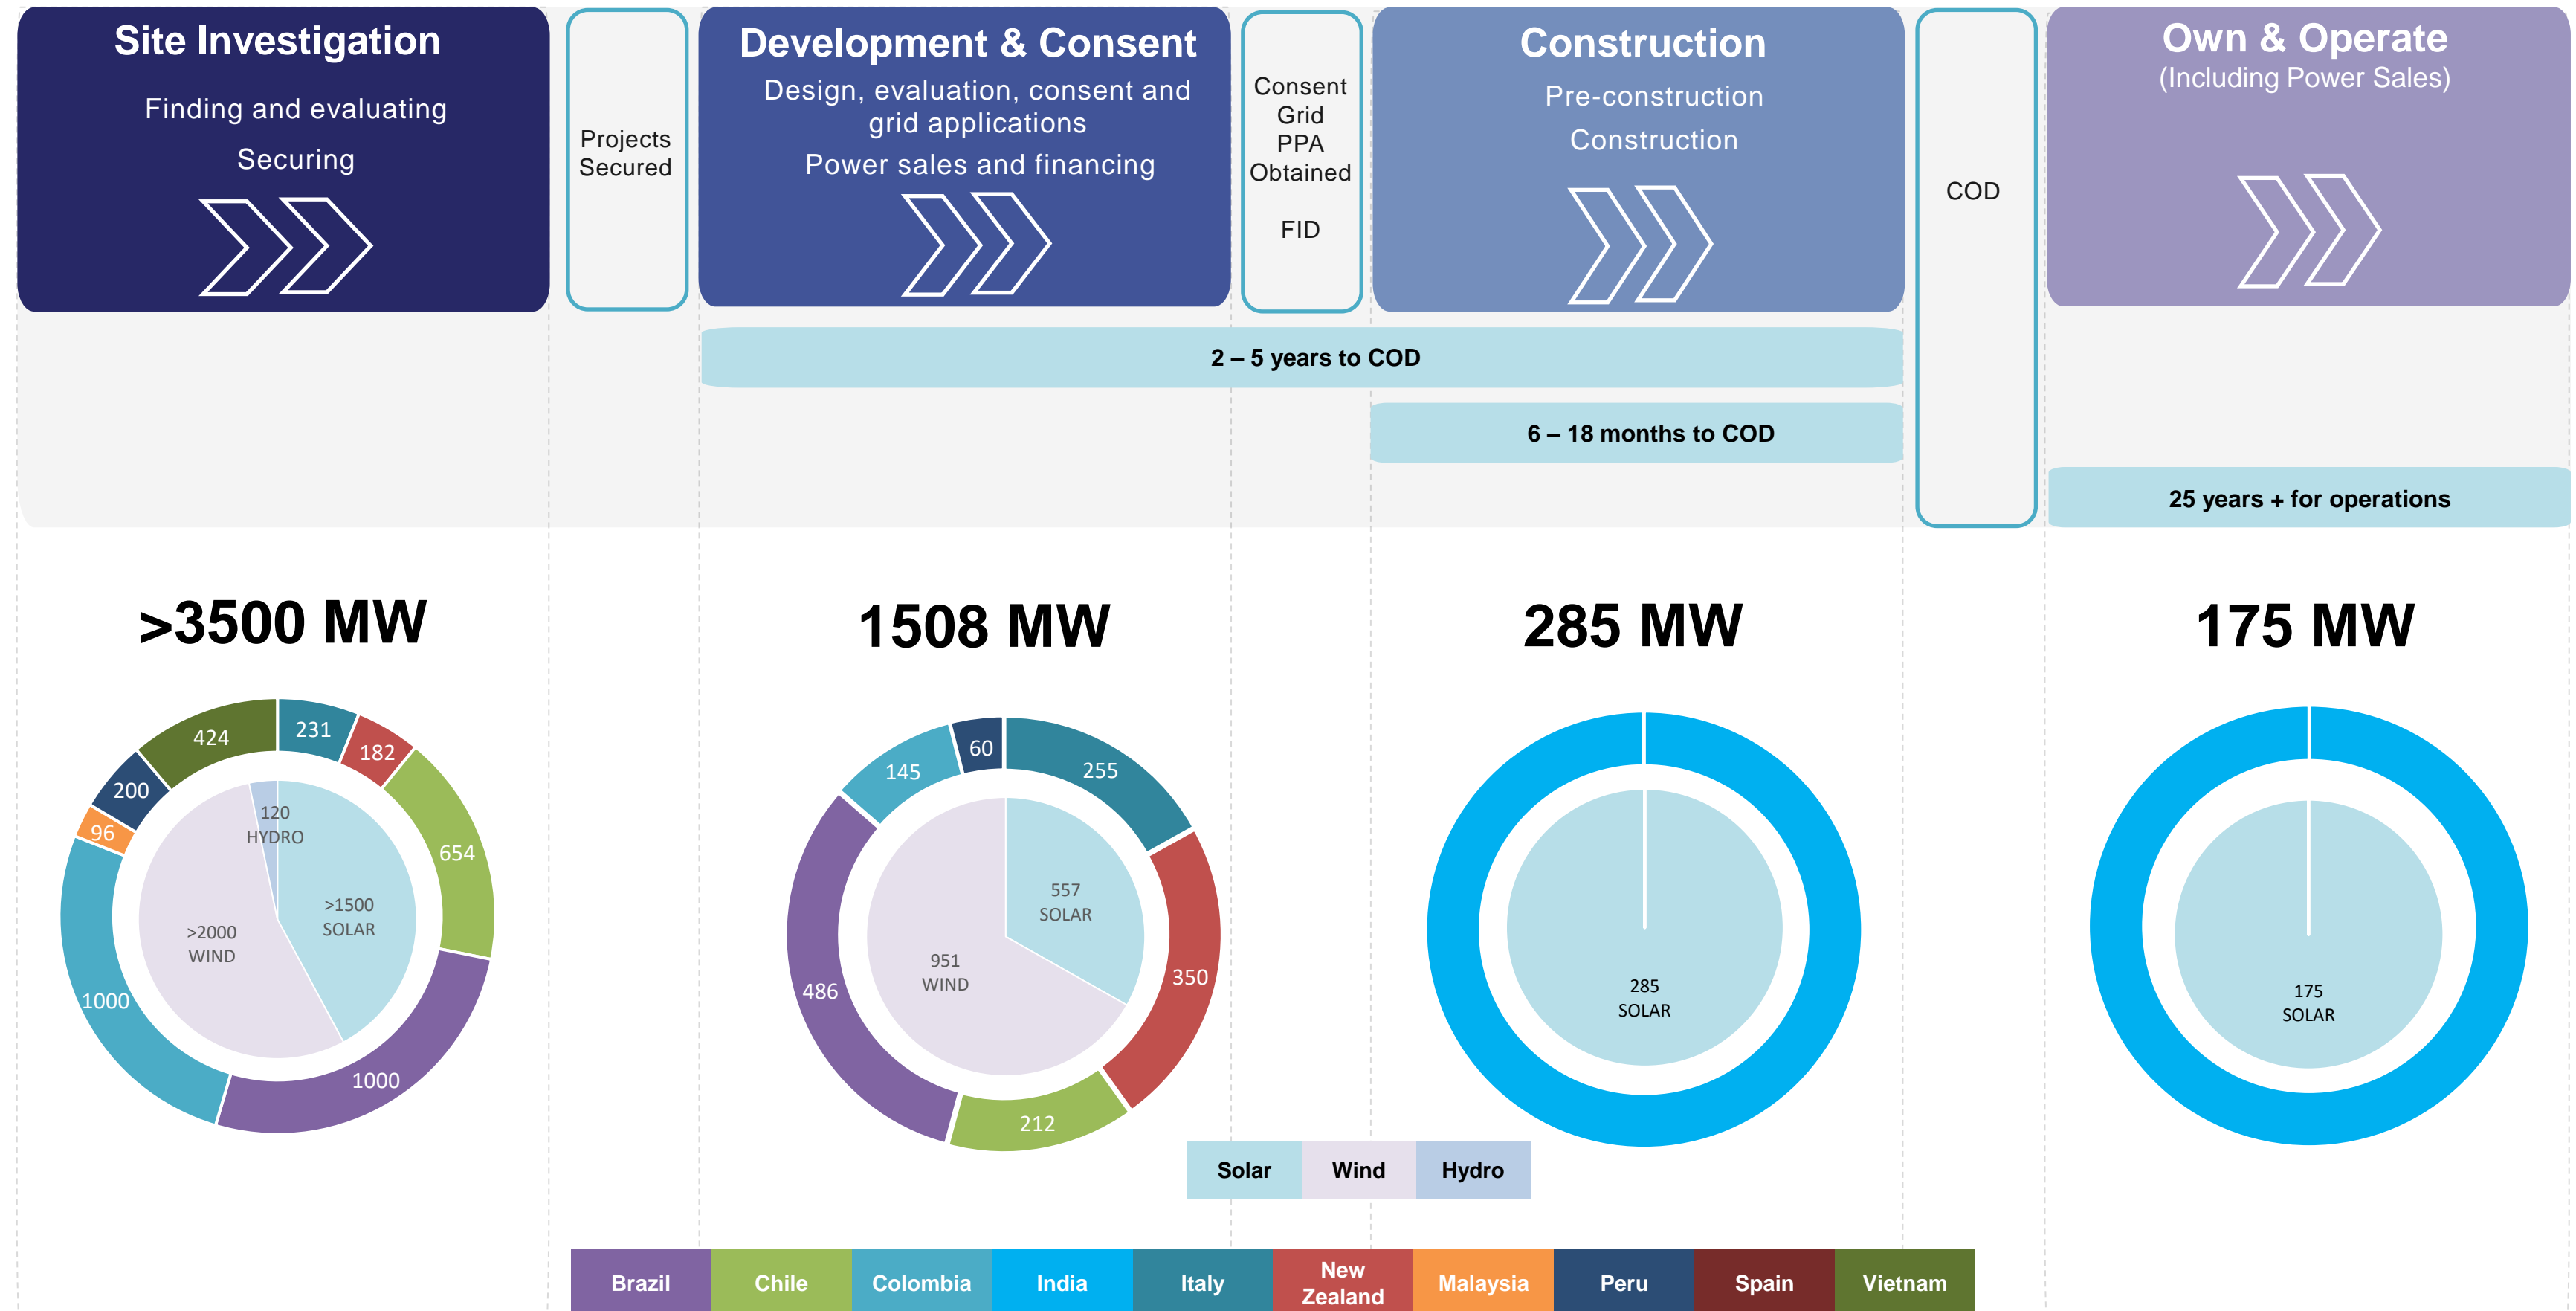 Site Investigation
Finding and evaluating
Securing
Projects
Secured
Development & Consent
Design, evaluation, consent and
grid applications
Power sales and financing
Consent
Grid
PPA
Obtained
FID
Construction
Pre-construction
Construction
COD
Own & Operate
(Including Power Sales)
2 – 5 years to COD
6 – 18 months to COD
25 years + for operations
>3500 MW
1508 MW
285 MW
175 MW
231
182
654
1000
1000
96
200
424
120
HYDRO
>1500
SOLAR
>2000
WIND
255
350
212
486
145
60
557
SOLAR
951
WIND
285
SOLAR
175
SOLAR
Solar
Wind
Hydro
Brazil
Chile
Colombia
India
Italy
New
Zealand
Malaysia
Peru
Spain
Vietnam